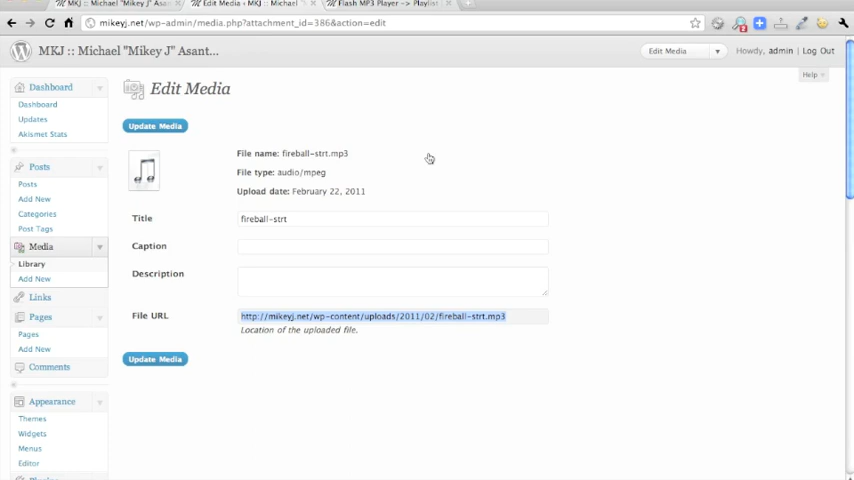 MKJ :: Michael "Mikey J" Asa
Edit Media ‹ MKJ :: Michael "
Flash MP3 Player -> Playlist
mikeyj.net/wp-admin/media.php?attachment_id=386&action=edit
MKJ :: Michael "Mikey J" Asant...
Edit Media
Howdy, admin | Log Out
Help
Dashboard
Dashboard
Updates
Akismet Stats
Posts
Posts
Add New
Categories
Post Tags
Media
Library
Add New
Links
Pages
Pages
Add New
Comments
Appearance
Themes
Widgets
Menus
Editor
Edit Media
Update Media
File name: fireball-strt.mp3
File type: audio/mpeg
Upload date: February 22, 2011
Title
fireball-strt
Caption
Description
File URL
http://mikeyj.net/wp-content/uploads/2011/02/fireball-strt.mp3
Location of the uploaded file.
Update Media